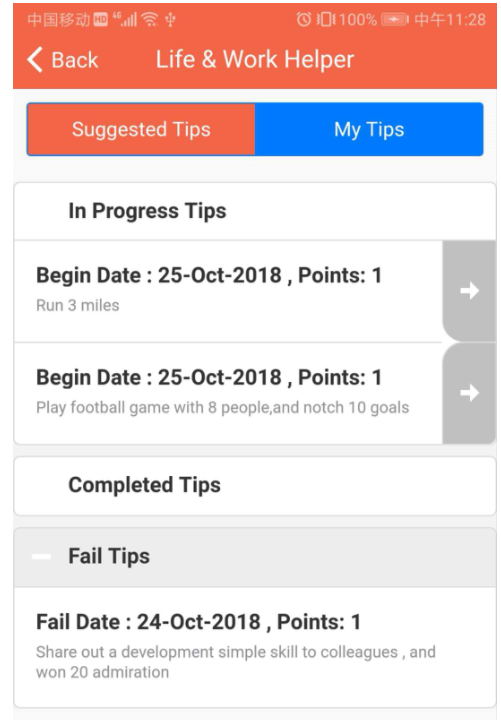 中国移动 HD 46 100% 中午11:28
Back Life & Work Helper
Suggested Tips My Tips
In Progress Tips
Begin Date : 25-Oct-2018 , Points: 1
Run 3 miles
Begin Date : 25-Oct-2018 , Points: 1
Play football game with 8 people,and notch 10 goals
Completed Tips
Fail Tips
Fail Date : 24-Oct-2018 , Points: 1
Share out a development simple skill to colleagues , and
won 20 admiration